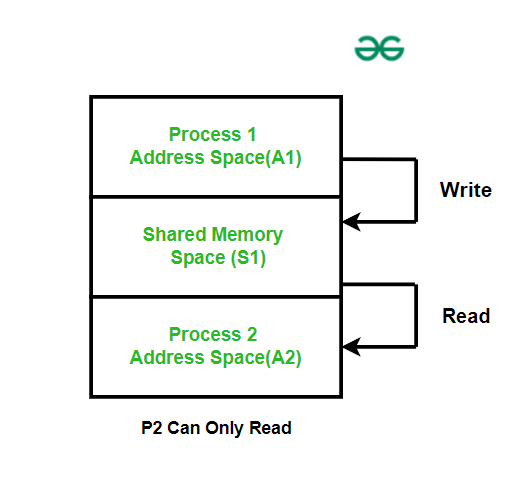 Process 1
Address Space(A1)
Write
Shared Memory
Space (S1)
Read
Process 2
Address Space(A2)
P2 Can Only Read